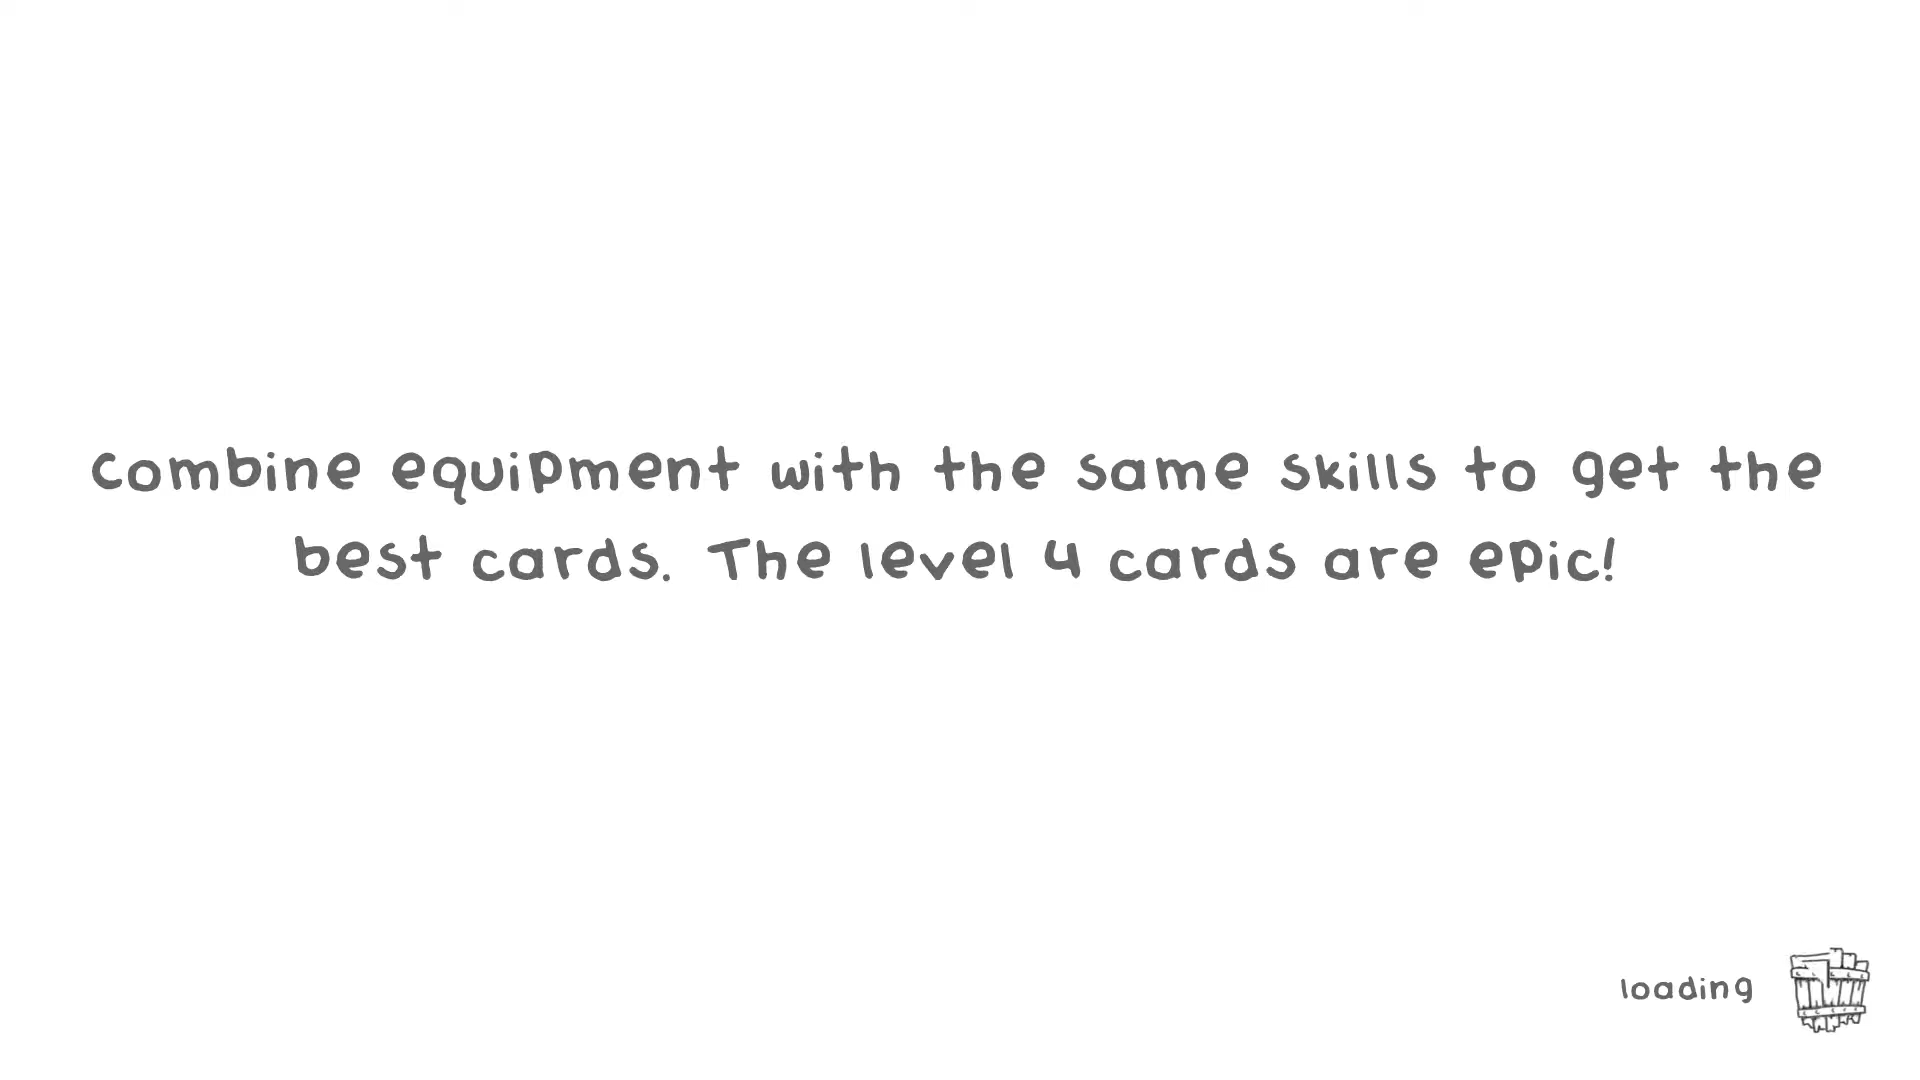 combine equipment with the same skills to get the
best cards. The level 4 cards are epic!
loading